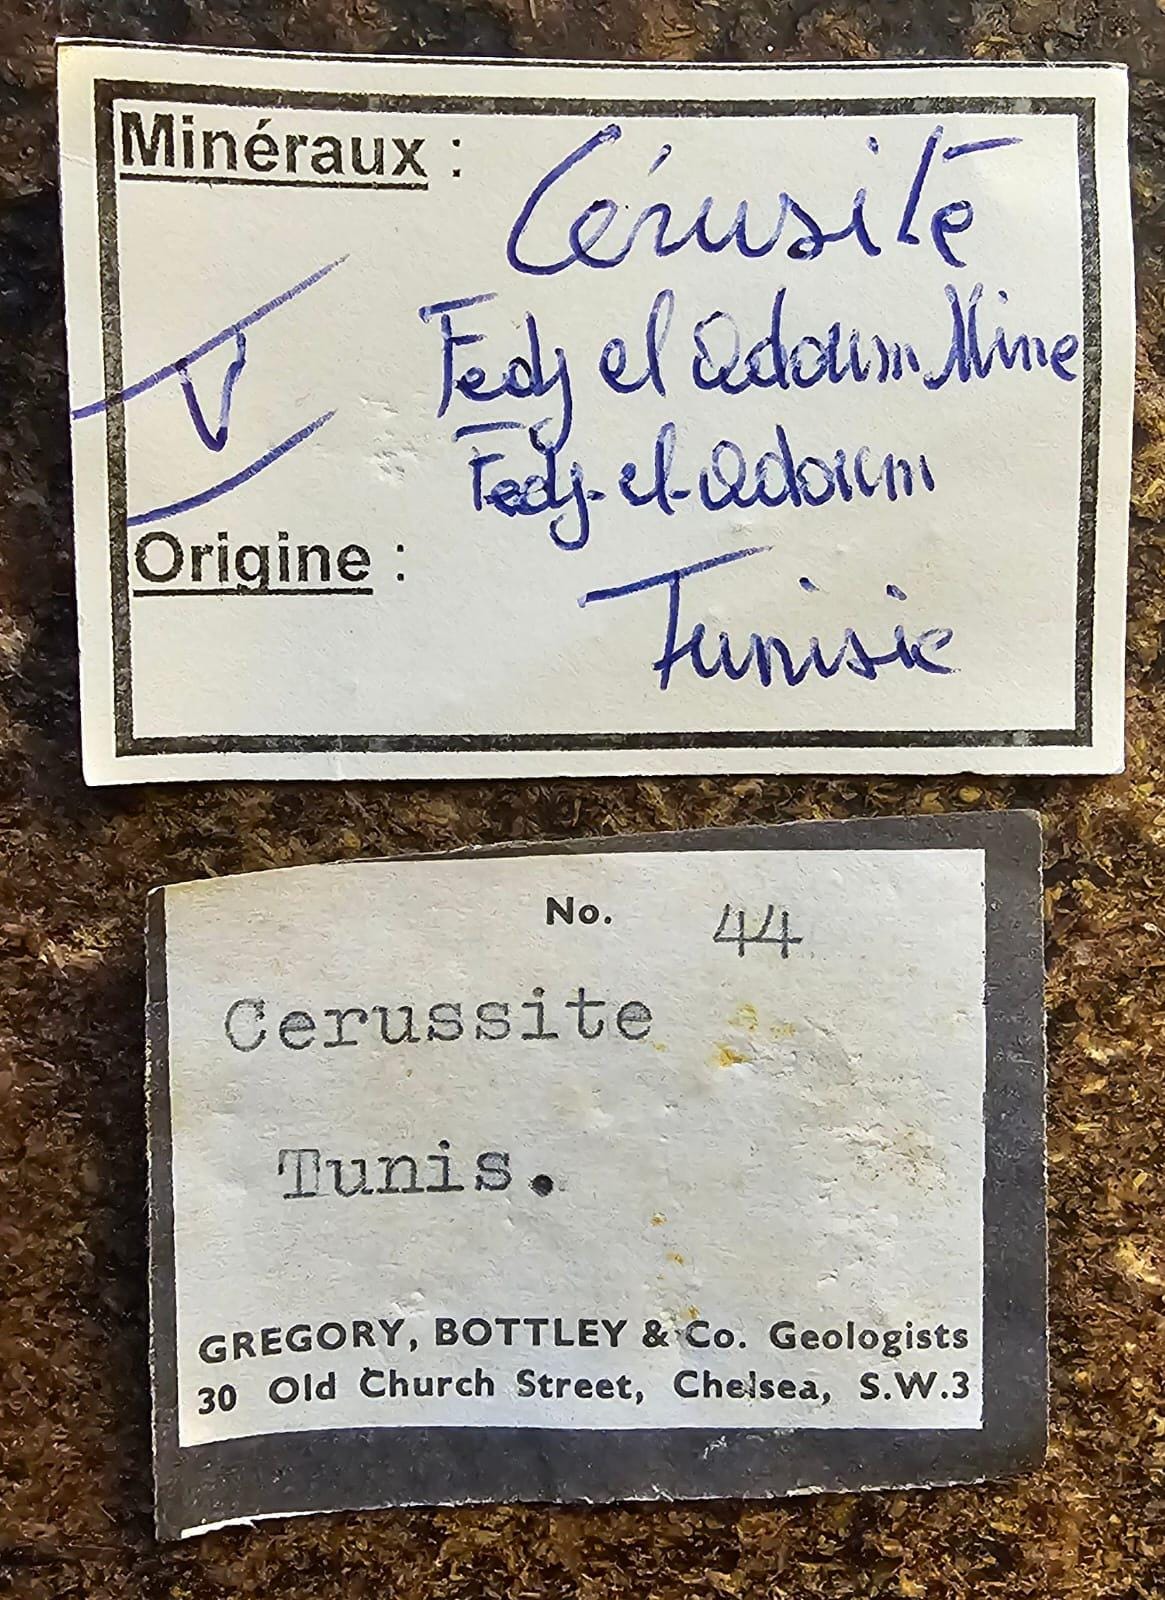 Minéraux : Cérusite
Fedj el Adoum Mine
V
Fedj-el-Adoum
Origine :
Tunisie
No. 44
Cerussite
Tunis.
GREGORY, BOTTLEY & Co. Geologists
30 Old Church Street, Chelsea, S.W.3